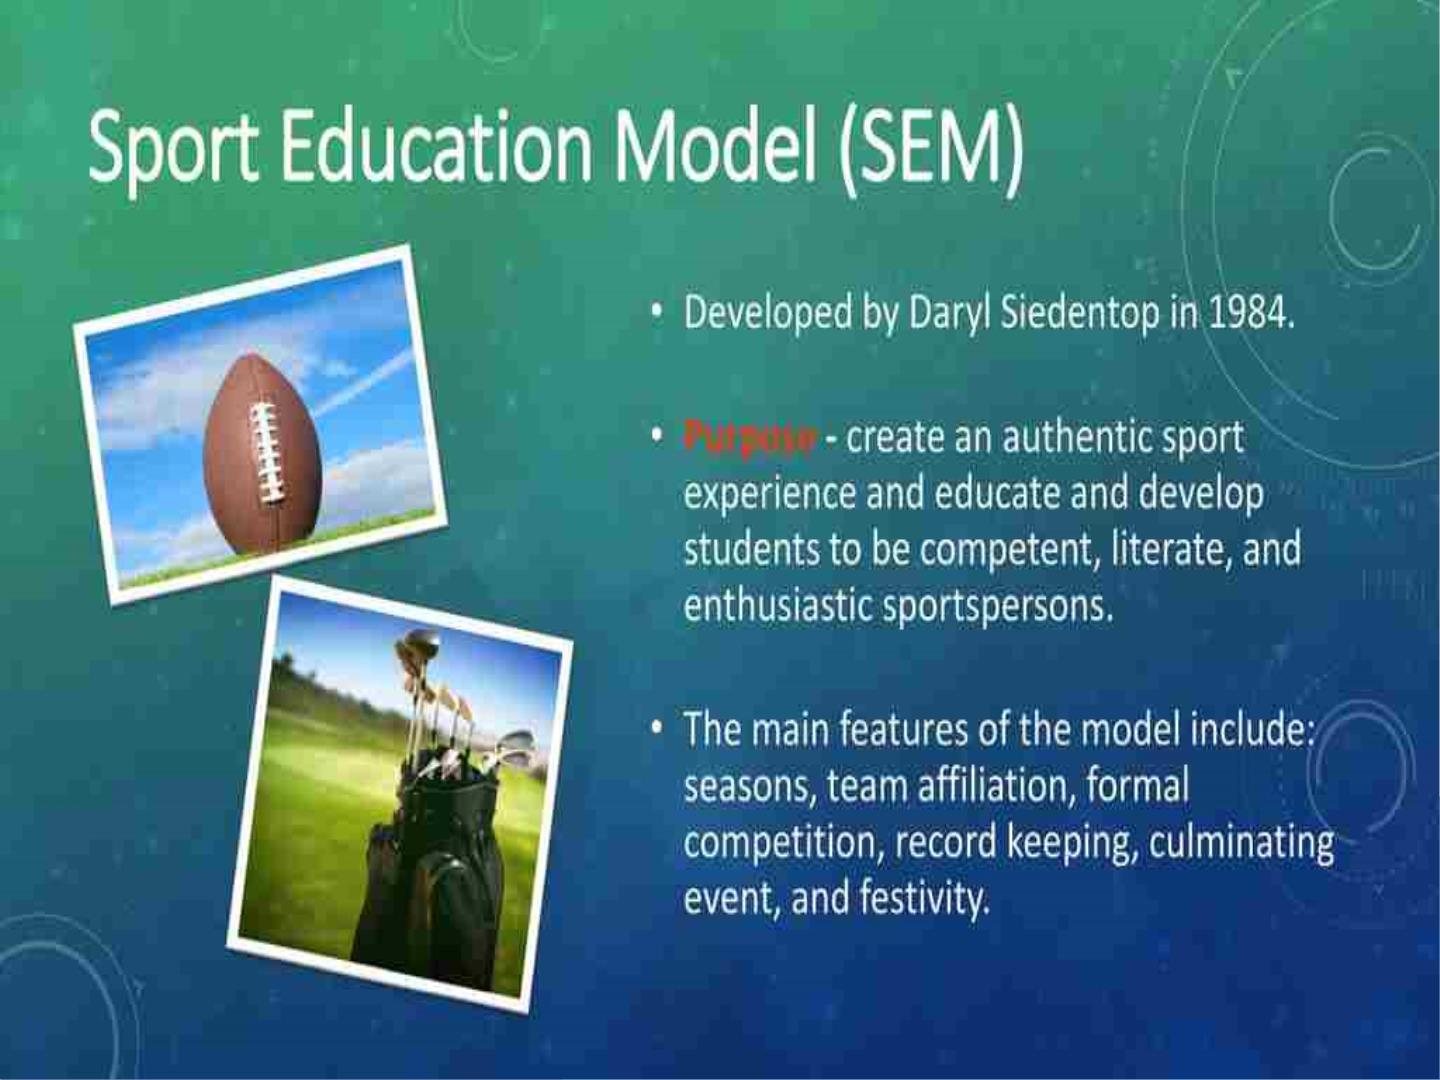 Sport Education Model (SEM)
• Developed by Daryl Siedentop in 1984.
• Purpose - create an authentic sport
experience and educate and develop
students to be competent, literate, and
enthusiastic sportspersons.
• The main features of the model include:
seasons, team affiliation, formal
competition, record keeping, culminating
event, and festivity.